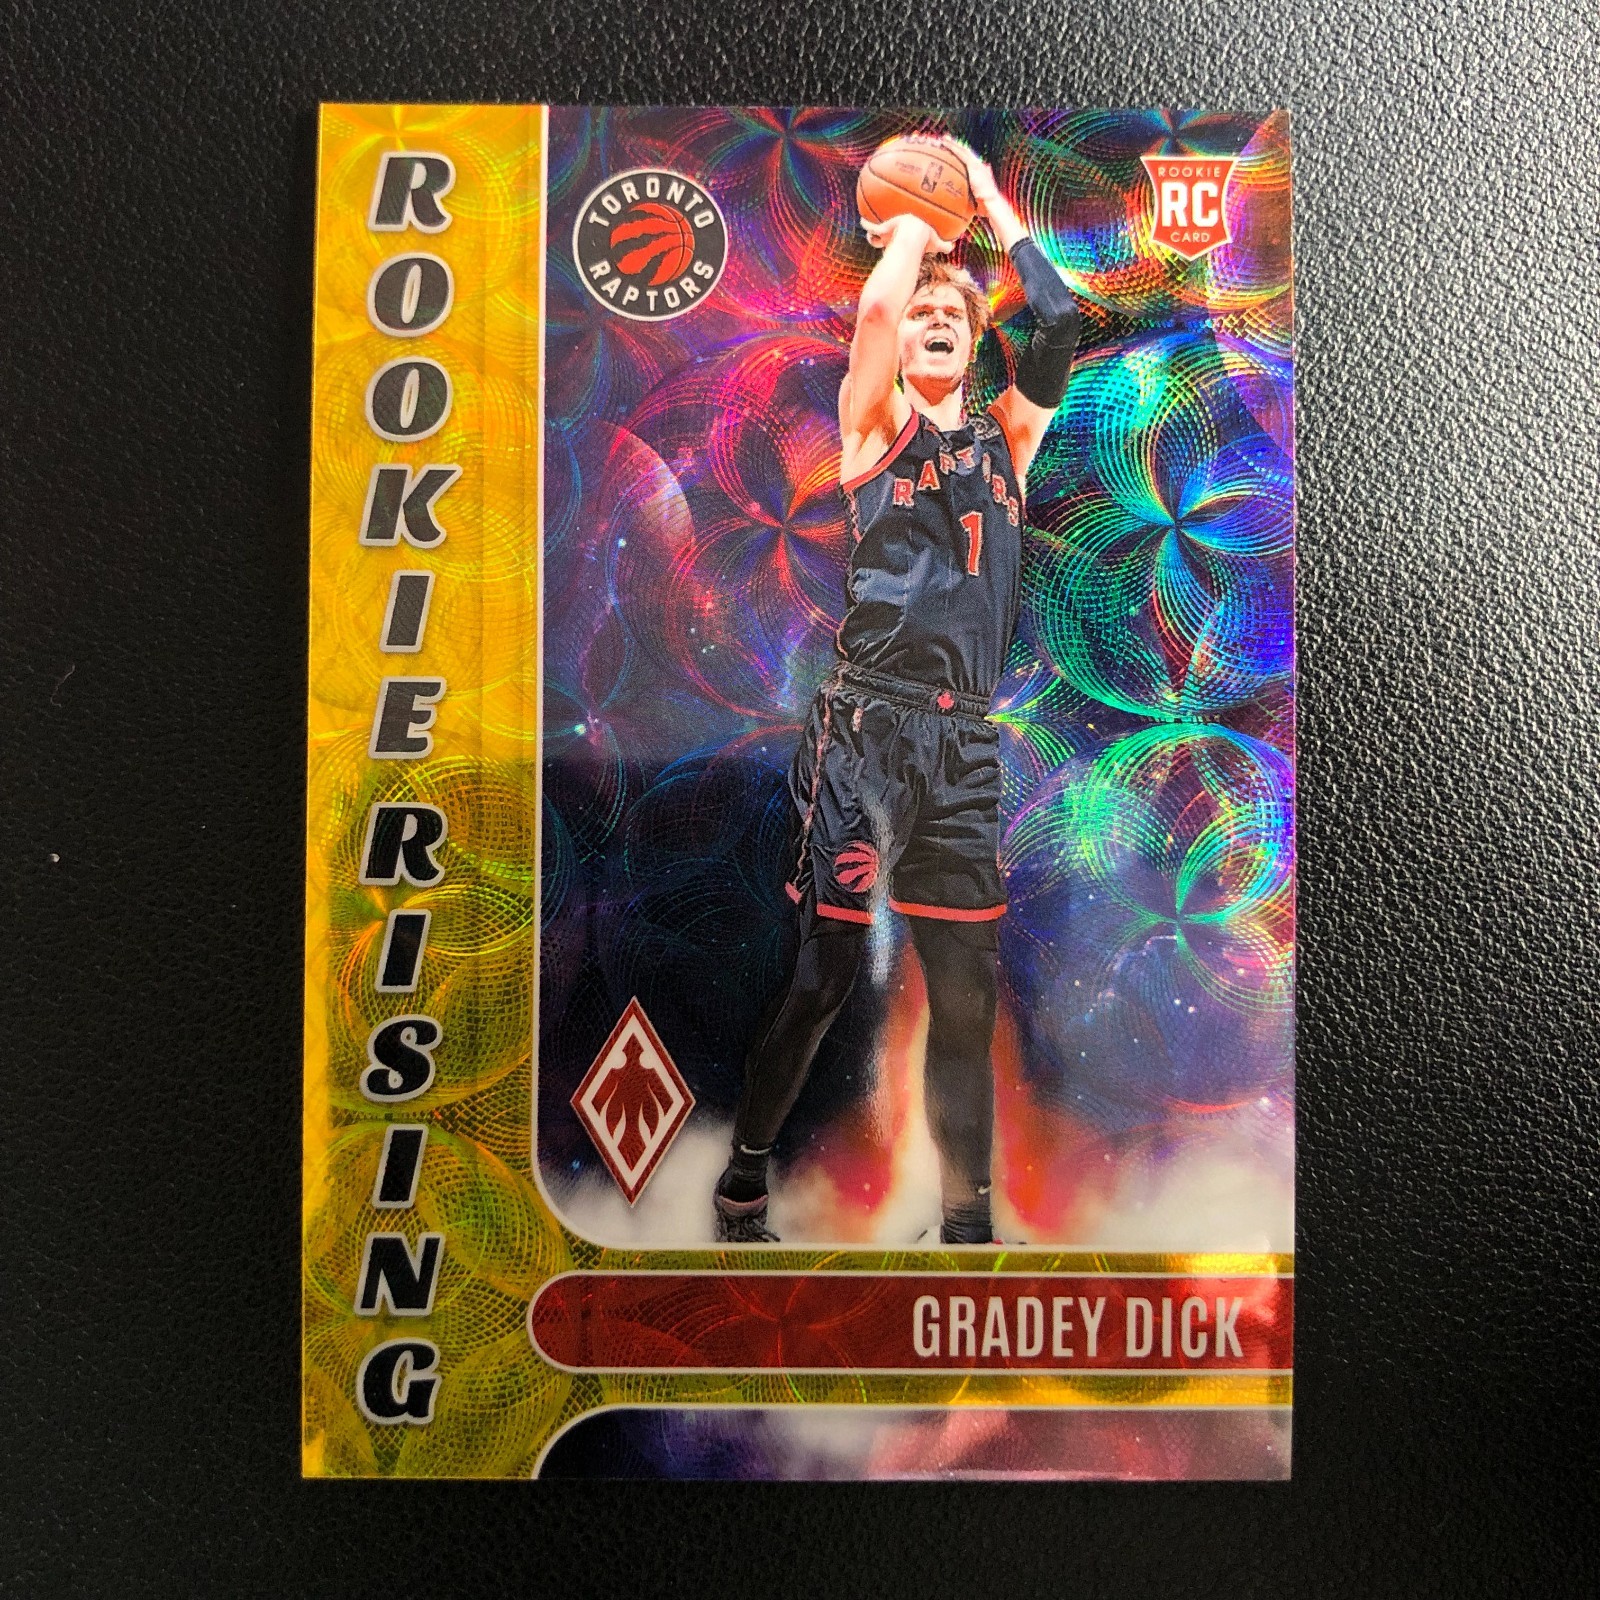 ROOKIE RISING
TORONTO
RAPTORS
ROOKIE
RC
CARD
RAPTORS
1
GRADEY DICK